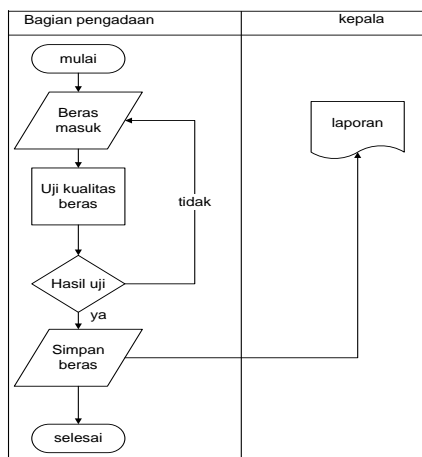 Bagian pengadaan
kepala
mulai
Beras
masuk
laporan
Uji kualitas
beras
tidak
Hasil uji
ya
Simpan
beras
selesai